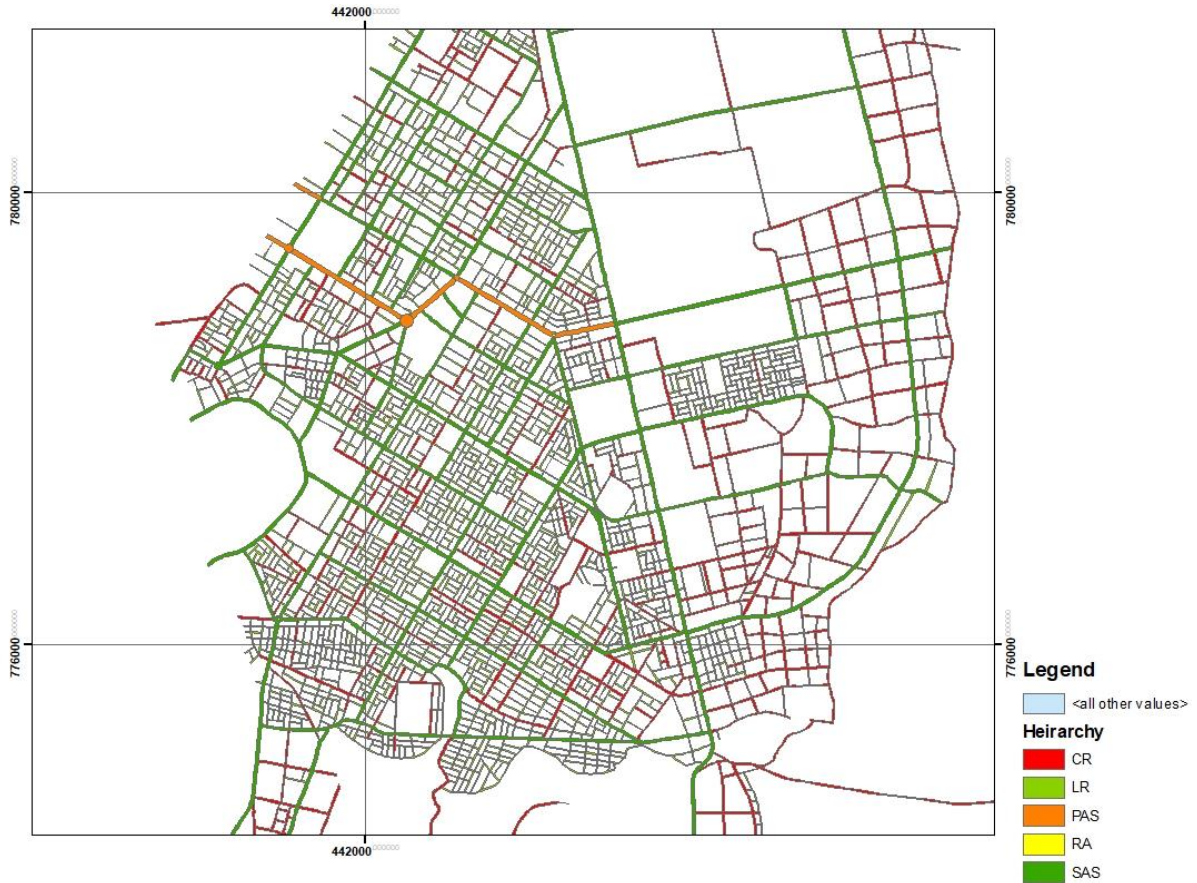 442000
780000
780000
776000
776000
442000
Legend
<all other values>
Heirarchy
CR
LR
PAS
RA
SAS